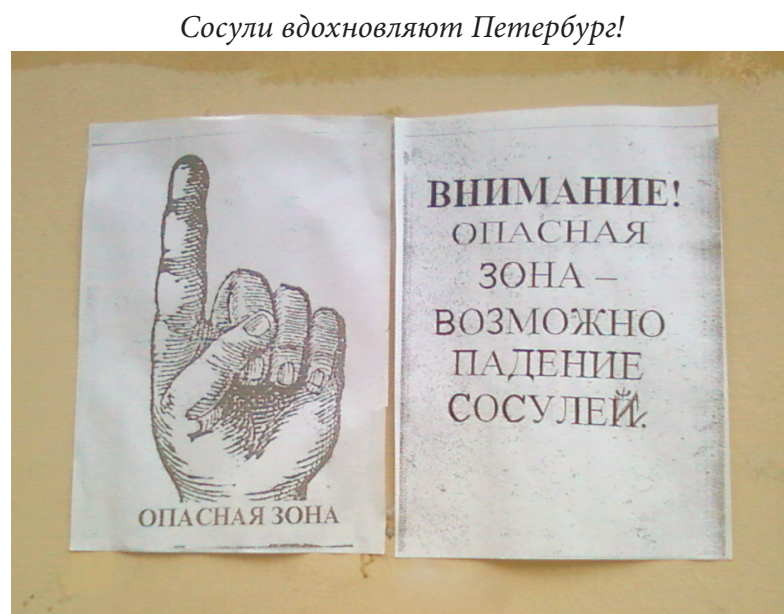 Сосули вдохновляют Петербург!
ОПАСНАЯ ЗОНА
ВНИМАНИЕ!
ОПАСНАЯ
ЗОНА –
ВОЗМОЖНО
ПАДЕНИЕ
СОСУЛЕЙ.